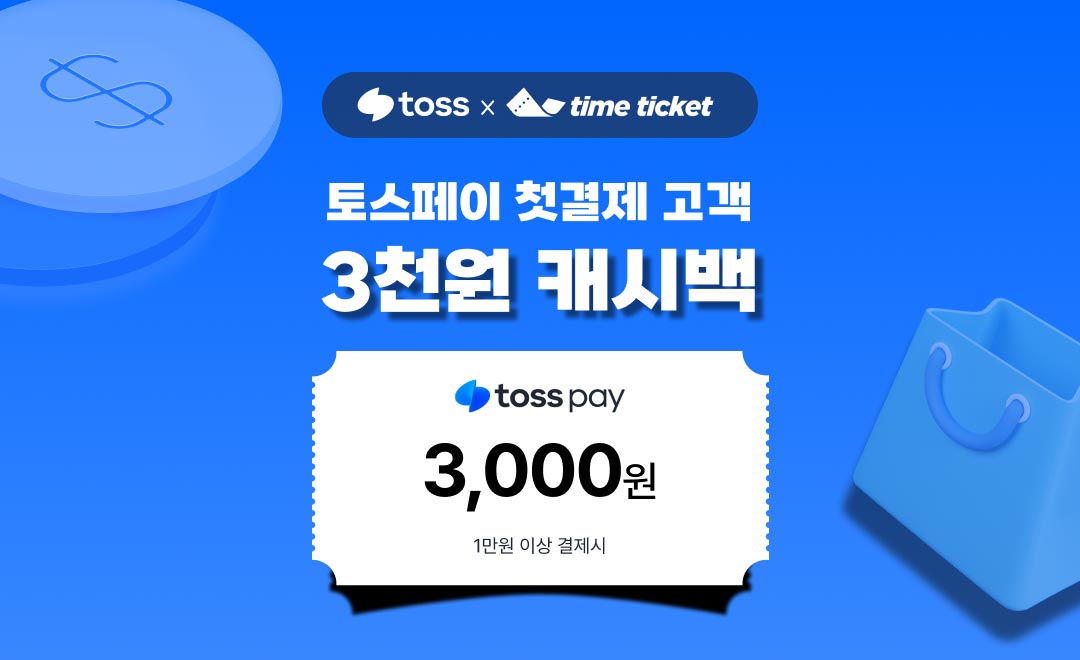 toss x time ticket
토스페이 첫결제 고객
3천원 캐시백
toss pay
3,000원
1만원 이상 결제시